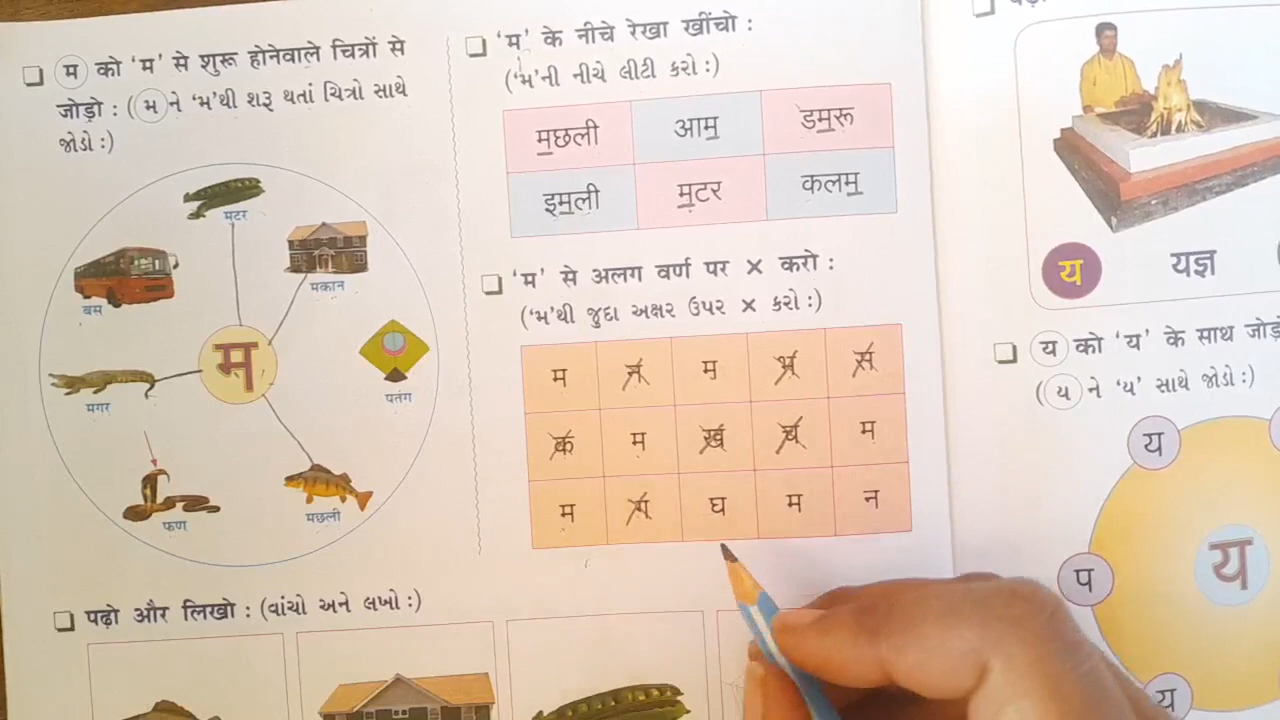 म को 'म' से शुरू होनेवाले चित्रों से
जोड़ो : (મ ને 'મ'થી શરૂ થતાં ચિત્રો સાથે
જોડો :)
मटर
मकान
बस
म
पतंग
मगर
फण
मछली
'म' के नीचे रेखा खींचो :
('મ'ની નીચે લીટી કરો :)
मछली आम डमरू
इमली मटर कलम
'म' से अलग वर्ण पर × करो :
('મ'થી જુદા અક્ષર ઉપર × કરો :)
म म भ स
क म ख च म
म घ म न
पढ़ो और लिखो : (વાંચો અને લખો :)
य यज्ञ
य को 'य' के साथ
(ય ને 'ય' સાથે જોડો :)
य
प
य
य